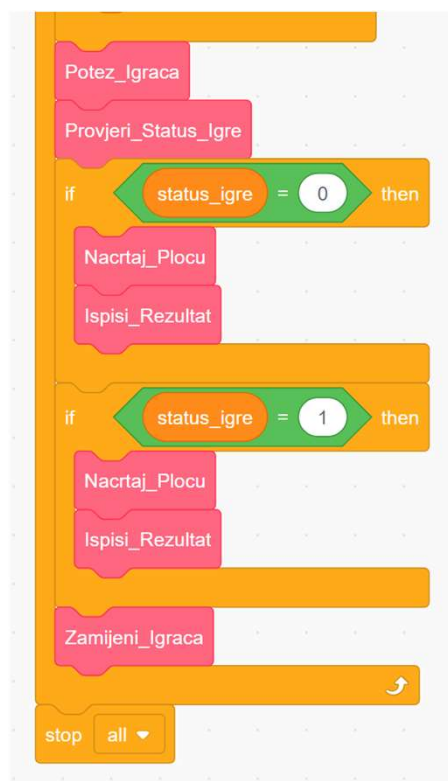 Potez_Igraca
Provjeri_Status_Igre
if status_igre = 0 then
Nacrtaj_Plocu
Ispisi_Rezultat
if status_igre = 1 then
Nacrtaj_Plocu
Ispisi_Rezultat
Zamijeni_Igraca
stop all